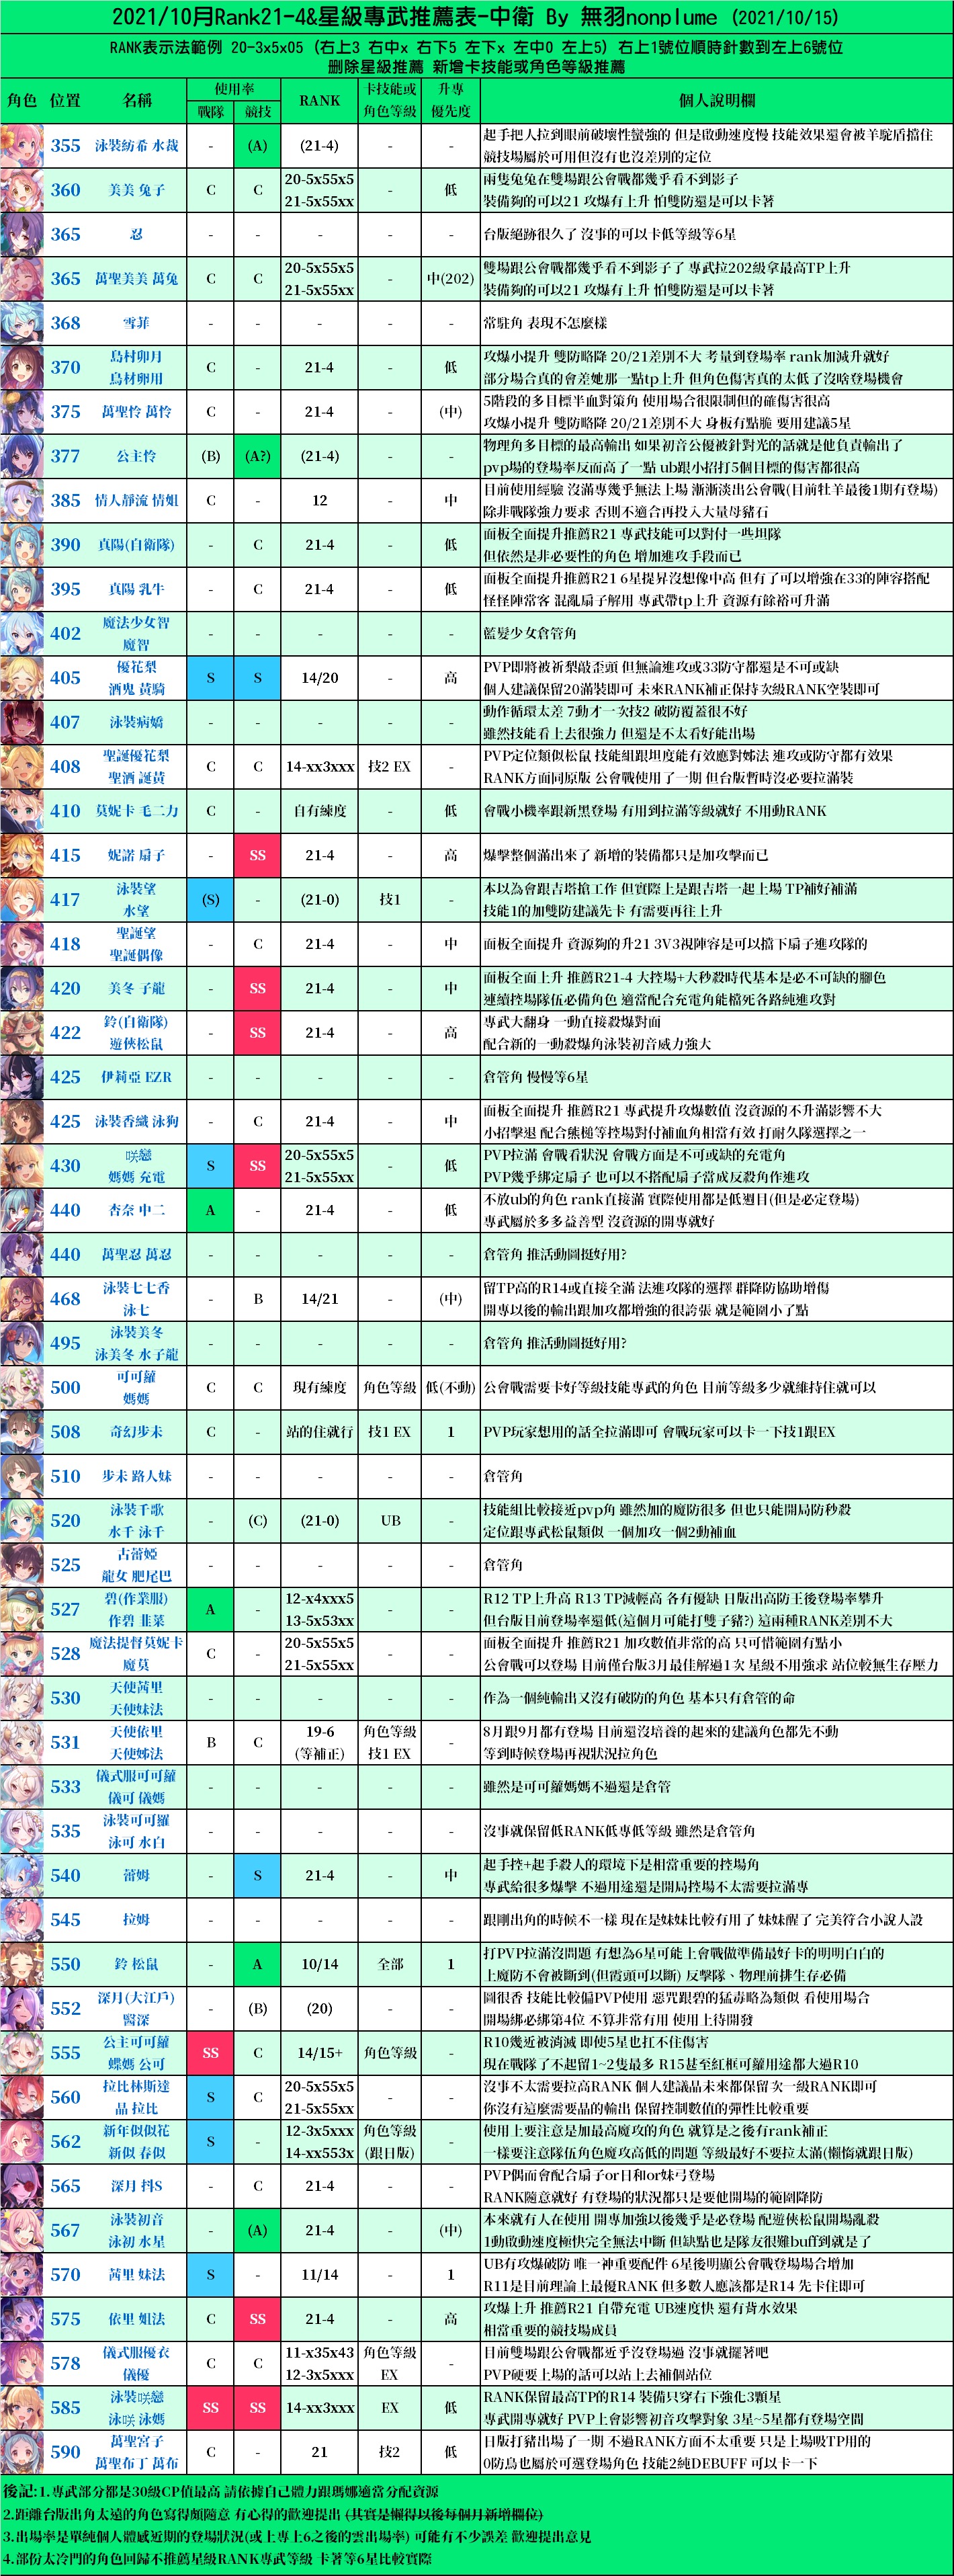 2021/10月Rank21-4&星級專武推薦表-中衛 By 無羽nonplume (2021/10/15)
RANK表示法範例 20-3x5x05 (右上3 右中x 右下5 左下x 左中0 左上5) 右上1號位順時針數到左上6號位
刪除星級推薦 新增卡技能或角色等級推薦
角色 位置 名稱 使用率 戰隊 競技 RANK 卡技能或角色等級 升專優先度 個人說明欄
355 泳裝紡希 水裁 - (A) (21-4) - -
起手把人拉到眼前破壞性蠻強的 但是啟動速度慢 技能效果還會被羊駝盾擋住
競技場屬於可用但沒有也沒差別的定位
360 美美 兔子 C C 20-5x55x5 21-5x55xx - 低
兩隻兔兔在雙場跟公會戰都幾乎看不到影子
裝備夠的可以21 攻爆有上升 怕雙防還是可以卡著
365 忍 - - - - - 台版絕跡很久了 沒事的可以卡低等級等6星
365 萬聖美美 萬兔 C C 20-5x55x5 21-5x55xx - 中(202)
雙場跟公會戰都幾乎看不到影子了 專武拉202級拿最高TP上升
裝備夠的可以21 攻爆有上升 怕雙防還是可以卡著
368 雪菲 - - - - - 常駐角 表現不怎麼樣
370 島村卯月 鳥材卵用 C - 21-4 - 低
攻爆小提升 雙防略降 20/21差別不大 考量到登場率 rank加減升就好
部分場合真的會差她那一點tp上升 但角色傷害真的太低了沒啥登場機會
375 萬聖怜 萬怜 C - 21-4 - (中)
5階段的多目標半血對策角 使用場合很限制但的確傷害很高
攻爆小提升 雙防略降 20/21差別不大 身板有點脆 要用建議5星
377 公主怜 (B) (A?) (21-4) - -
物理角多目標的最高輸出 如果初音公優被針對光的話就是他負責輸出了
pvp場的登場率反而高了一點 ub跟小招打5個目標的傷害都很高
385 情人靜流 情姐 C - 12 - 中
目前使用經驗 沒滿專幾乎無法上場 漸漸淡出公會戰(目前牡羊最後1期有登場)
除非戰隊強力要求 否則不適合再投入大量母豬石
390 真陽(自衛隊) - C 21-4 - 低
面板全面提升推薦R21 專武技能可以對付一些坦隊
但依然是非必要性的角色 增加進攻手段而已
395 真陽 乳牛 - C 21-4 - 低
面板全面提升推薦R21 6星提昇沒想像中高 但有了可以增強在33的陣容搭配
怪怪陣常客 混亂扇子解用 專武帶tp上升 資源有餘裕可升滿
402 魔法少女智 魔智 - - - - - 藍髮少女倉管角
405 優花梨 酒鬼 黃騎 S S 14/20 - 高
PVP即將被祈梨敲歪頭 但無論進攻或33防守都還是不可或缺
個人建議保留20滿裝即可 未來RANK補正保持次級RANK空裝即可
407 泳裝病嬌 - - - - -
動作循環太差 7動才一次技2 破防覆蓋很不好
雖然技能看上去很強力 但還是不太看好能出場
408 聖誕優花梨 聖酒 誕黃 C C 14-xx3xxx 技2 EX -
PVP定位類似松鼠 技能組跟坦度能有效應對姊法 進攻或防守都有效果
RANK方面同原版 公會戰使用了一期 但台版暫時沒必要拉滿裝
410 莫妮卡 毛二力 C - 自有練度 - 低 會戰小機率跟新黑登場 有用到拉滿等級就好 不用動RANK
415 妮諾 扇子 - SS 21-4 - 高 爆擊整個滿出來了 新增的裝備都只是加攻擊而已
417 泳裝望 水望 (S) - (21-0) 技1 -
本以為會跟吉塔搶工作 但實際上是跟吉塔一起上場 TP補好補滿
技能1的加雙防建議先卡 有需要再往上升
418 聖誕望 聖誕偶像 - C 21-4 - 中 面板全面提升 資源夠的升21 3V3視陣容是可以擋下扇子進攻隊的
420 美冬 子龍 - SS 21-4 - 中
面板全面上升 推薦R21-4 大控場+大秒殺時代基本是必不可缺的腳色
連續控場隊伍必備角色 適當配合充電角能檔死各路純進攻對
422 鈴(自衛隊) 遊俠松鼠 - SS 21-4 - 高
專武大翻身 一動直接殺爆對面
配合新的一動殺爆角泳裝初音威力強大
425 伊莉亞 EZR - - - - - 倉管角 慢慢等6星
425 泳裝香織 泳狗 - C 21-4 - 中
面板全面提升 推薦R21 專武提升攻爆數值 沒資源的不升滿影響不大
小招擊退 配合熊槌等控場對付補血角相當有效 打耐久隊選擇之一
430 咲戀 媽媽 充電 S SS 20-5x55x5 21-5x55xx - 低
PVP拉滿 會戰看狀況 會戰方面是不可或缺的充電角
PVP幾乎綁定扇子 也可以不搭配扇子當成反殺角作進攻
440 杏奈 中二 A - 21-4 - 低
不放ub的角色 rank直接滿 實際使用都是低週目(但是必定登場)
專武屬於多多益善型 沒資源的開專就好
440 萬聖忍 萬忍 - - - - - 倉管角 推活動圖挺好用?
468 泳裝七七香 泳七 - B 14/21 - (中)
留TP高的R14或直接全滿 法進攻隊的選擇 群降防協助增傷
開專以後的輸出跟加攻都增強的很誇張 就是範圍小了點
495 泳裝美冬 泳美冬 水子龍 - - - - - 倉管角 推活動圖挺好用?
500 可可蘿 媽媽 C C 現有練度 角色等級 低(不動) 公會戰需要卡好等級技能專武的角色 目前等級多少就維持住就可以
508 奇幻步未 C - 站的住就行 技1 EX 1 PVP玩家想用的話全拉滿即可 會戰玩家可以卡一下技1跟EX
510 步未 路人妹 - - - - - 倉管角
520 泳裝千歌 水千 泳千 - (C) (21-0) UB -
技能組比較接近pvp角 雖然加的魔防很多 但也只能開局防秒殺
定位跟專武松鼠類似 一個加攻一個2動補血
525 古蕾婭 龍女 肥尾巴 - - - - - 倉管角
527 碧(作業服) 作碧 韭菜 A - 12-x4xxx5 13-5x53xx - -
R12 TP上升高 R13 TP減輕高 各有優缺 日版出高防王後登場率攀升
但台版目前登場率還低(這個月可能打雙子豬?) 這兩種RANK差別不大
528 魔法提督莫妮卡 魔莫 C - 20-5x55x5 21-5x55xx - -
面板全面提升 推薦R21 加攻數值非常的高 只可惜範圍有點小
公會戰可以登場 目前僅台版3月最佳解過1次 星級不用強求 站位較無生存壓力
530 天使茜里 天使妹法 - - - - - 作為一個純輸出又沒有破防的角色 基本只有倉管的命
531 天使依里 天使姊法 B C 19-6 (等補正) 角色等級 技1 EX -
8月跟9月都有登場 目前還沒培養的起來的建議角色都先不動
等到時候登場再視狀況拉角色
533 儀式服可可蘿 儀可 儀媽 - - - - - 雖然是可可蘿媽媽不過還是倉管
535 泳裝可可羅 泳可 水白 - - - - - 沒事就保留低RANK低專低等級 雖然是倉管角
540 蕾姆 - S 21-4 - 中
起手控+起手殺人的環境下是相當重要的控場角
專武給很多爆擊 不過用途還是開局控場不太需要拉滿專
545 拉姆 - - - - - 跟剛出角的時候不一樣 現在是妹妹比較有用了 妹妹醒了 完美符合小說人設
550 鈴 松鼠 - A 10/14 全部 1
打PVP拉滿沒問題 有想為6星可能上會戰做準備最好卡的明明白白的
上魔防不會被斷到(但霞頭可以斷) 反擊隊、物理前排生存必備
552 深月(大江戶) 醫深 - (B) (20) - -
圖很香 技能比較偏PVP使用 惡咒跟碧的猛毒略為類似 看使用場合
開場綁必綁第4位 不算非常有用 使用上待開發
555 公主可可蘿 蝶媽 公可 SS C 14/15+ 角色等級 -
R10幾近被消滅 即使5星也扛不住傷害
現在戰隊了不起留1~2隻最多 R15甚至紅框可蘿用途都大過R10
560 拉比林斯達 晶 拉比 S C 20-5x55x5 21-5x55xx - -
沒事不太需要拉高RANK 個人建議晶未來都保留次一級RANK即可
你沒有這麼需要晶的輸出 保留控制數值的彈性比較重要
562 新年似似花 新似 春似 S - 12-3x5xxx 14-xx553x 角色等級 (跟日版) -
使用上要注意是加最高魔攻的角色 就算是之後有rank補正
一樣要注意隊伍角色魔攻高低的問題 等級最好不要拉太滿(懶惰就跟日版)
565 深月 抖S - C 21-4 - -
PVP偶而會配合扇子or日和or妹弓登場
RANK隨意就好 有登場的狀況都只是要他開場的範圍降防
567 泳裝初音 泳初 水星 - (A) 21-4 - (中)
本來就有人在使用 開專加強以後幾乎是必登場 配遊俠松鼠開場亂殺
1動啟動速度極快完全無法中斷 但缺點也是隊友很難buff到就是了
570 茜里 妹法 S - 11/14 - 1
UB有攻爆破防 唯一神重要配件 6星後明顯公會戰登場場合增加
R11是目前理論上最優RANK 但多數人應該都是R14 先卡住即可
575 依里 姐法 C SS 21-4 - 高
攻爆上升 推薦R21 自帶充電 UB速度快 還有背水效果
相當重要的競技場成員
578 儀式服優衣 儀優 C C 11-x35x43 12-3x5xxx 角色等級 EX -
目前雙場跟公會戰都近乎沒登場過 沒事就擺著吧
PVP硬要上場的話可以站上去補個站位
585 泳裝咲戀 泳咲 泳媽 SS SS 14-xx3xxx EX 低
RANK保留最高TP的R14 裝備只穿右下強化3顆星
專武開專就好 PVP上會影響初音攻擊對象 3星~5星都有登場空間
590 萬聖宮子 萬聖布丁 萬布 C - 21 技2 低
日版打豬出場了一期 不過RANK方面不太重要 只是上場吸TP用的
0防鳥也屬於可選登場角色 技能2純DEBUFF 可以卡一下
後記:1.專武部分都是30級CP值最高 請依據自己體力跟瑪娜適當分配資源
2.距離台版出角太遠的角色寫得頗隨意 有心得的歡迎提出 (其實是懶得以後每個月新增欄位)
3.出場率是單純個人體感近期的登場狀況(或上專上6之後的雲出場率) 可能有不少誤差 歡迎提出意見
4.部份太冷門的角色回歸不推薦星級RANK專武等級 卡著等6星比較實際